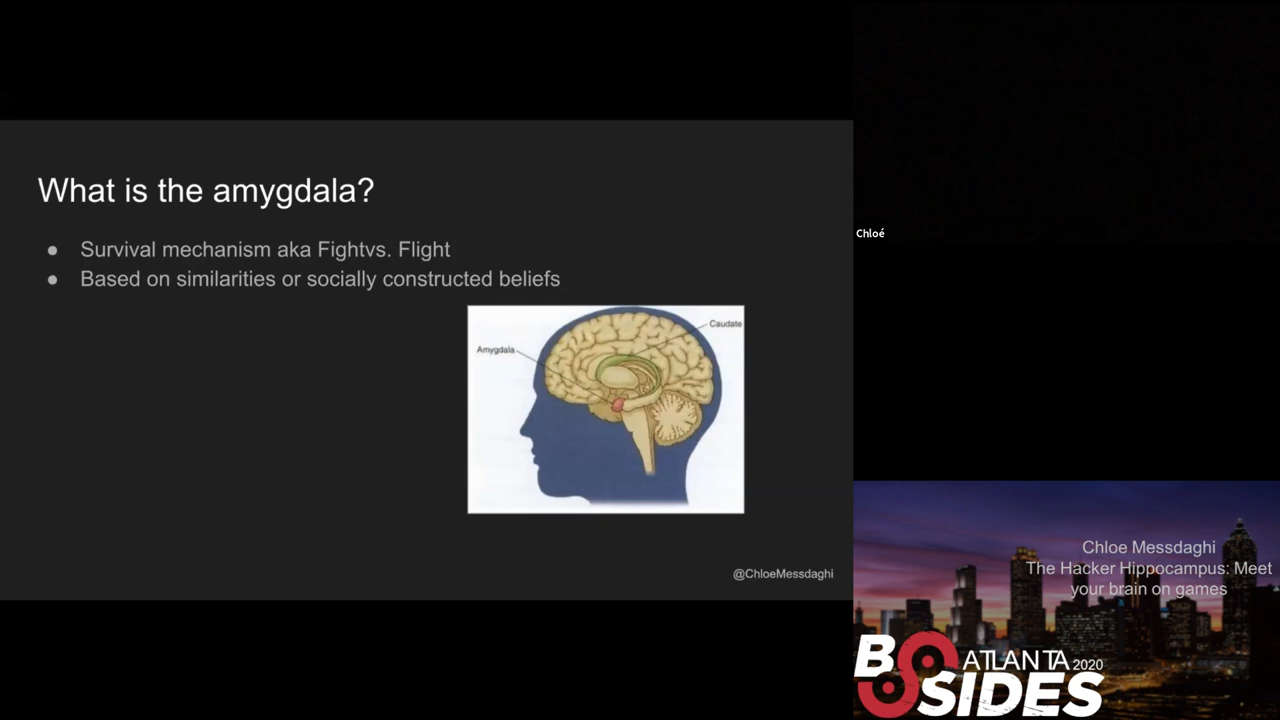 What is the amygdala?
● Survival mechanism aka Fightvs. Flight
● Based on similarities or socially constructed beliefs
Caudate
Amygdala
@ChloeMessdaghi
Chloé
Chloe Messdaghi
The Hacker Hippocampus: Meet
your brain on games
BSIDES
ATLANTA 2020